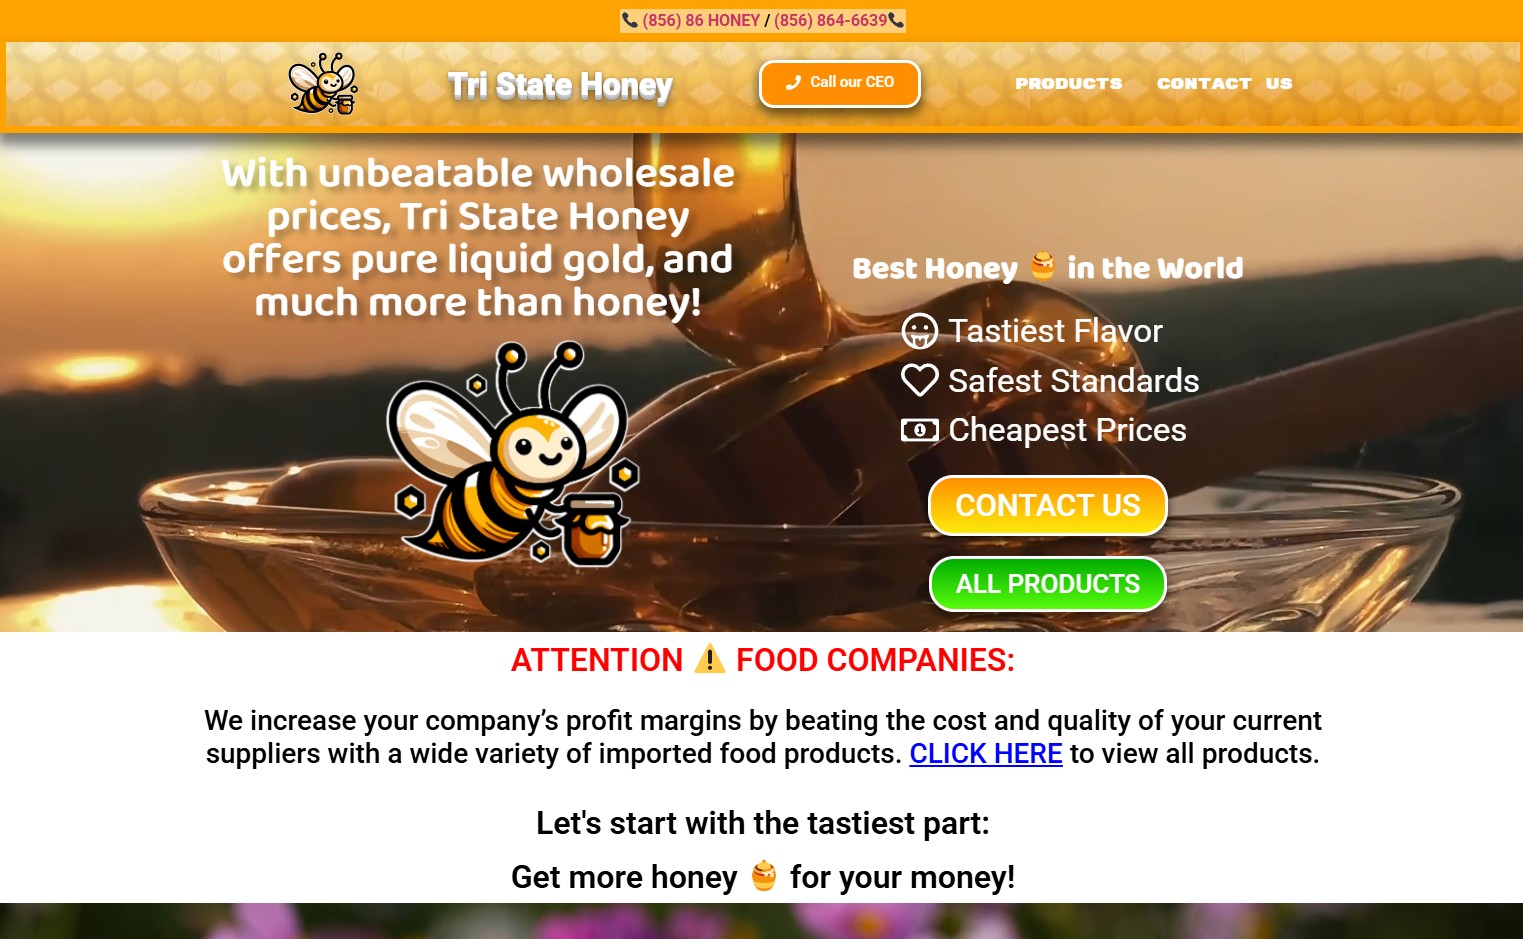 📞 (856) 86 HONEY / (856) 864-6639📞
Tri State Honey
Call our CEO
PRODUCTS
CONTACT US
With unbeatable wholesale
prices, Tri State Honey
offers pure liquid gold, and
much more than honey!
Best Honey 🍯 in the World
Tastiest Flavor
Safest Standards
Cheapest Prices
CONTACT US
ALL PRODUCTS
ATTENTION ⚠️ FOOD COMPANIES:
We increase your company’s profit margins by beating the cost and quality of your current
suppliers with a wide variety of imported food products. CLICK HERE to view all products.
Let's start with the tastiest part:
Get more honey 🍯 for your money!